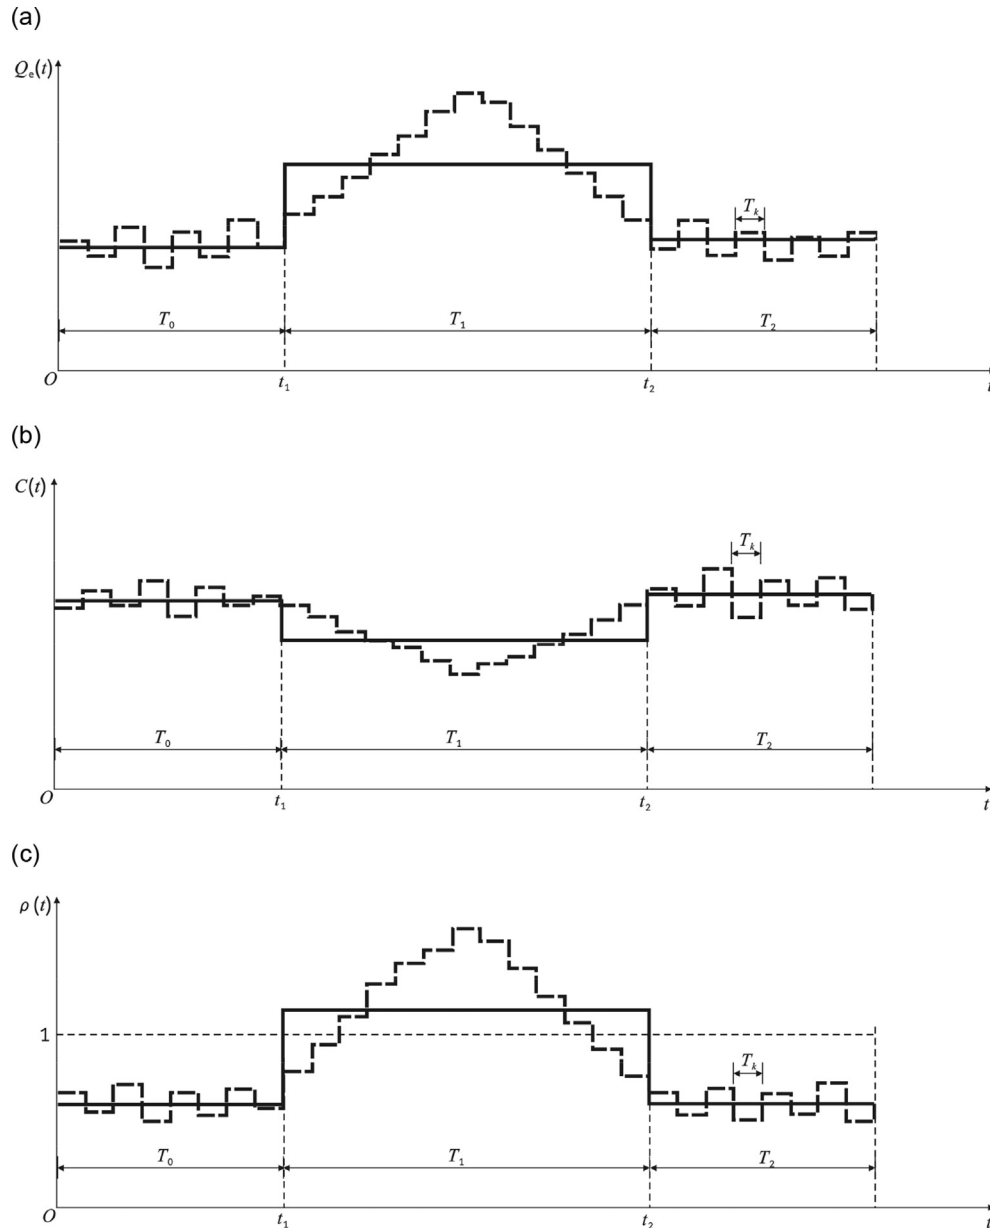 (a)
Qₑ(t)
Tₖ
T₀ T₁ T₂
O t₁ t₂ t
(b)
C(t)
Tₖ
T₀ T₁ T₂
O t₁ t₂ t
(c)
ρ (t)
1
Tₖ
T₀ T₁ T₂
O t₁ t₂ t